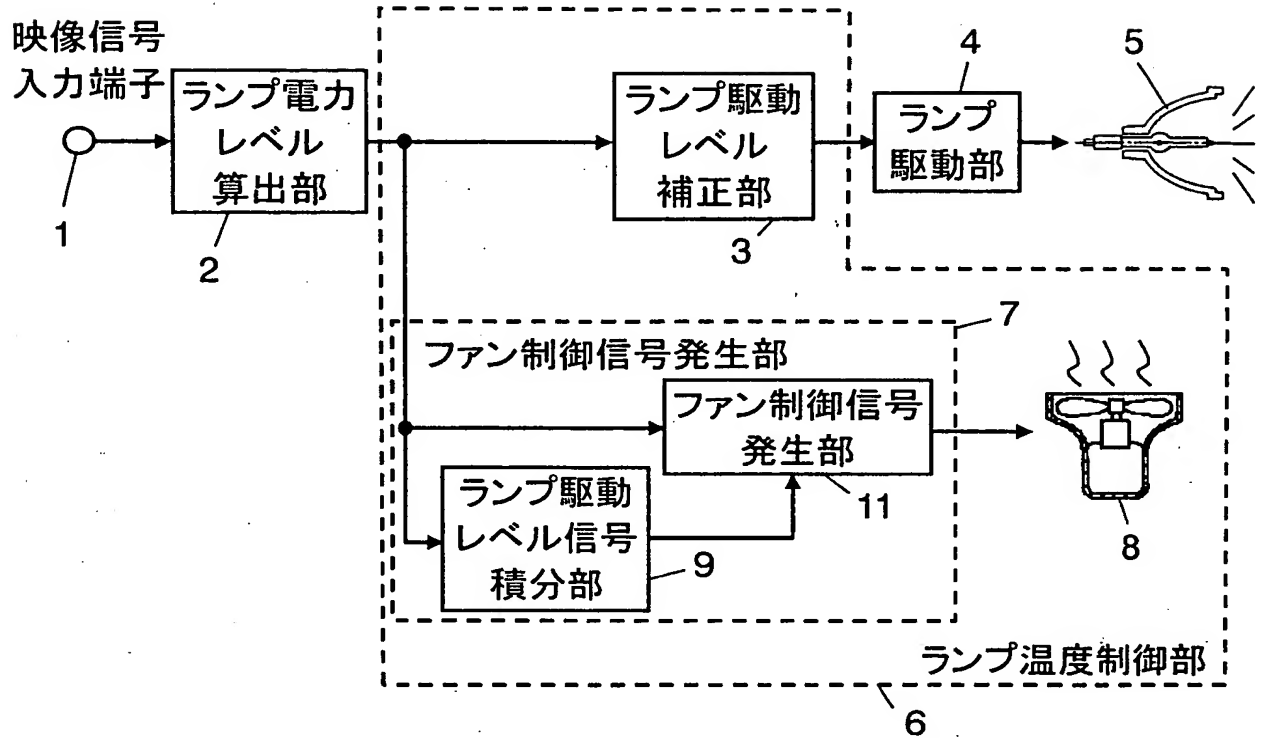 映像信号
入力端子
1
ランプ電力
レベル
算出部
2
ランプ駆動
レベル
補正部
3
4
ランプ
駆動部
5
7
ファン制御信号発生部
ファン制御信号
発生部
11
ランプ駆動
レベル信号
積分部
9
8
ランプ温度制御部
6